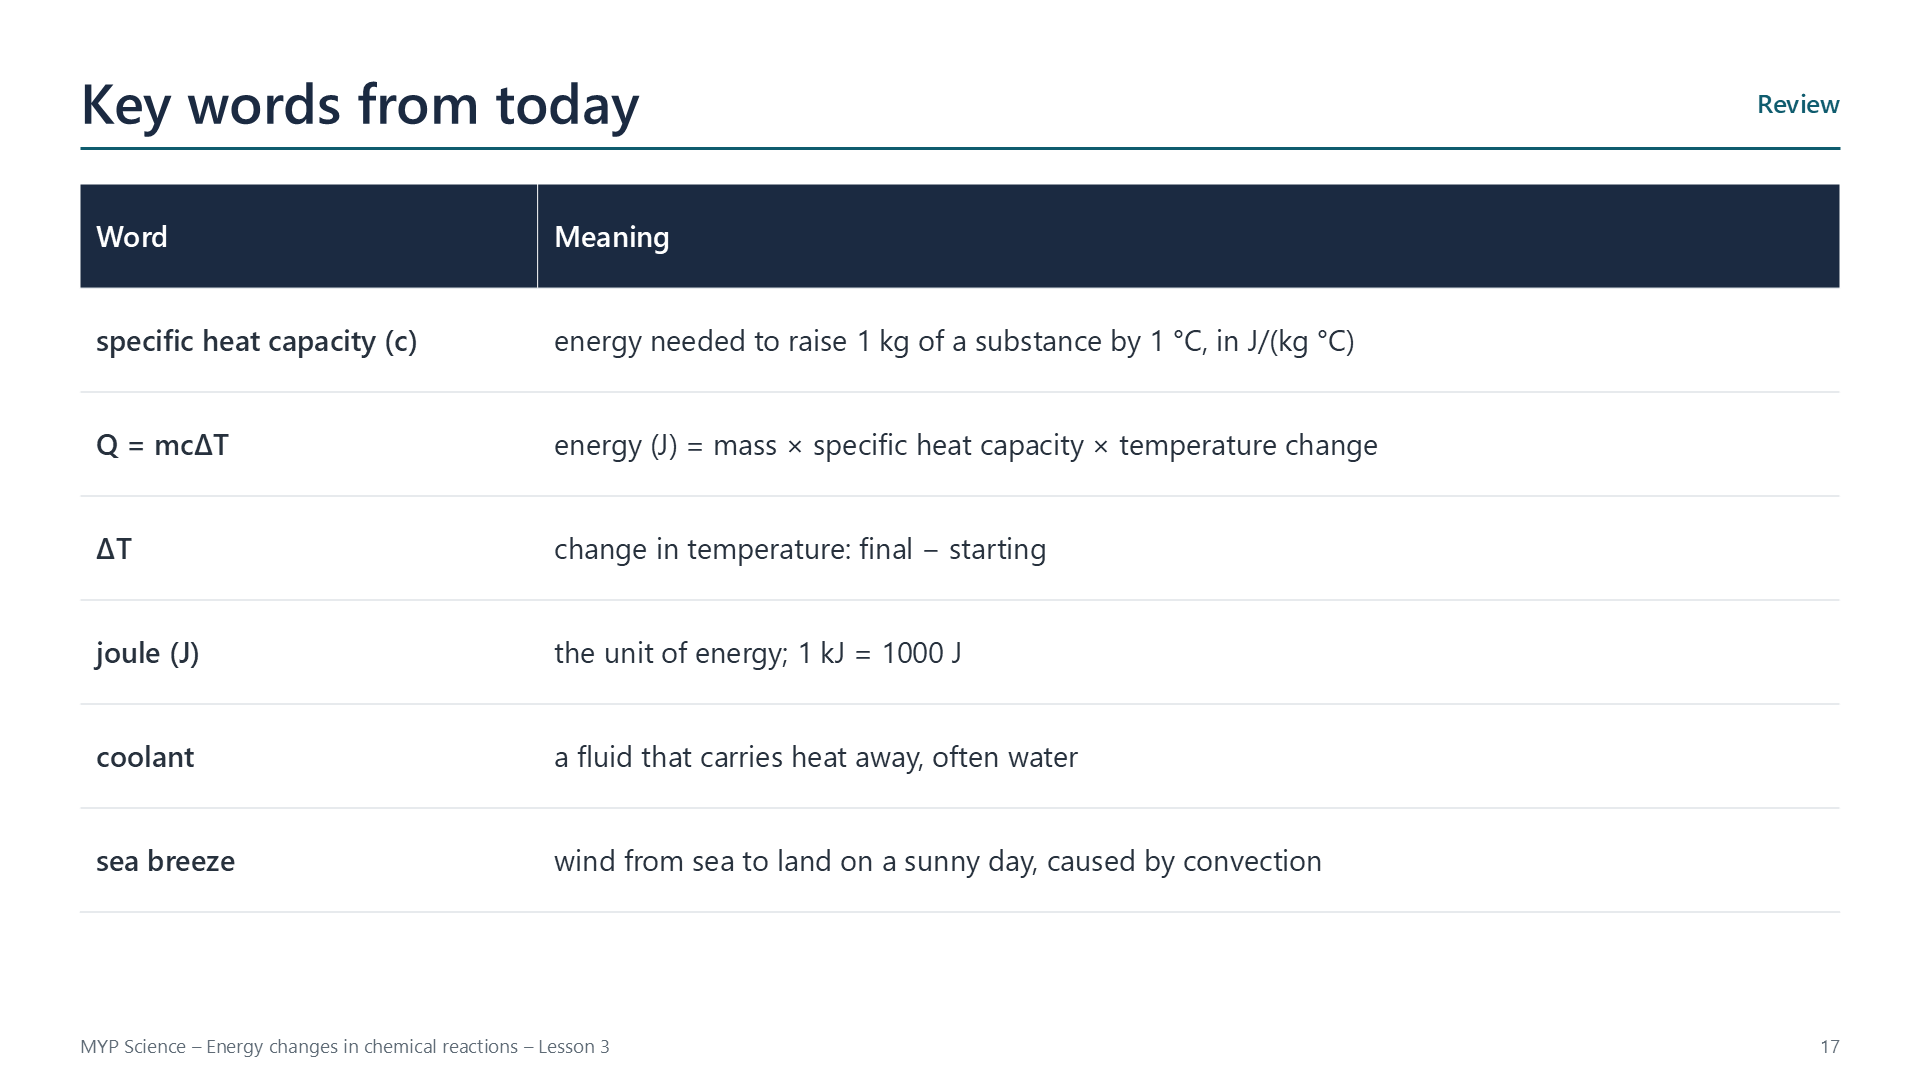 Key words from today
Review
Word Meaning
specific heat capacity (c) energy needed to raise 1 kg of a substance by 1 °C, in J/(kg °C)
Q = mcΔT energy (J) = mass × specific heat capacity × temperature change
ΔT change in temperature: final − starting
joule (J) the unit of energy; 1 kJ = 1000 J
coolant a fluid that carries heat away, often water
sea breeze wind from sea to land on a sunny day, caused by convection
MYP Science – Energy changes in chemical reactions – Lesson 3
17